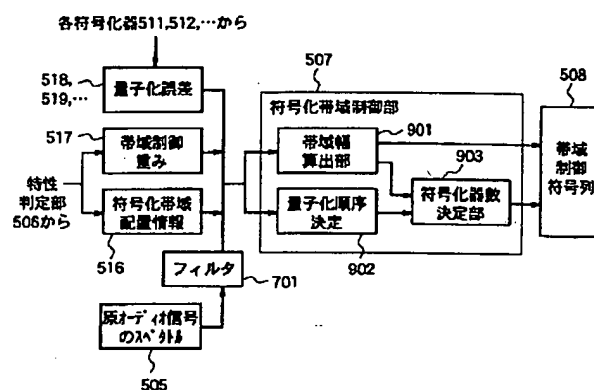 各符号化器511,512,…から
518,
519,…
量子化誤差
517
帯域制御
重み
特性
判定部
506から
符号化帯域
配置情報
516
フィルタ
701
原オーディオ信号
のスペクトル
505
507
符号化帯域制御部
901
帯域幅
算出部
903
符号化器数
決定部
量子化順序
決定
902
508
帯域
制御
符号列